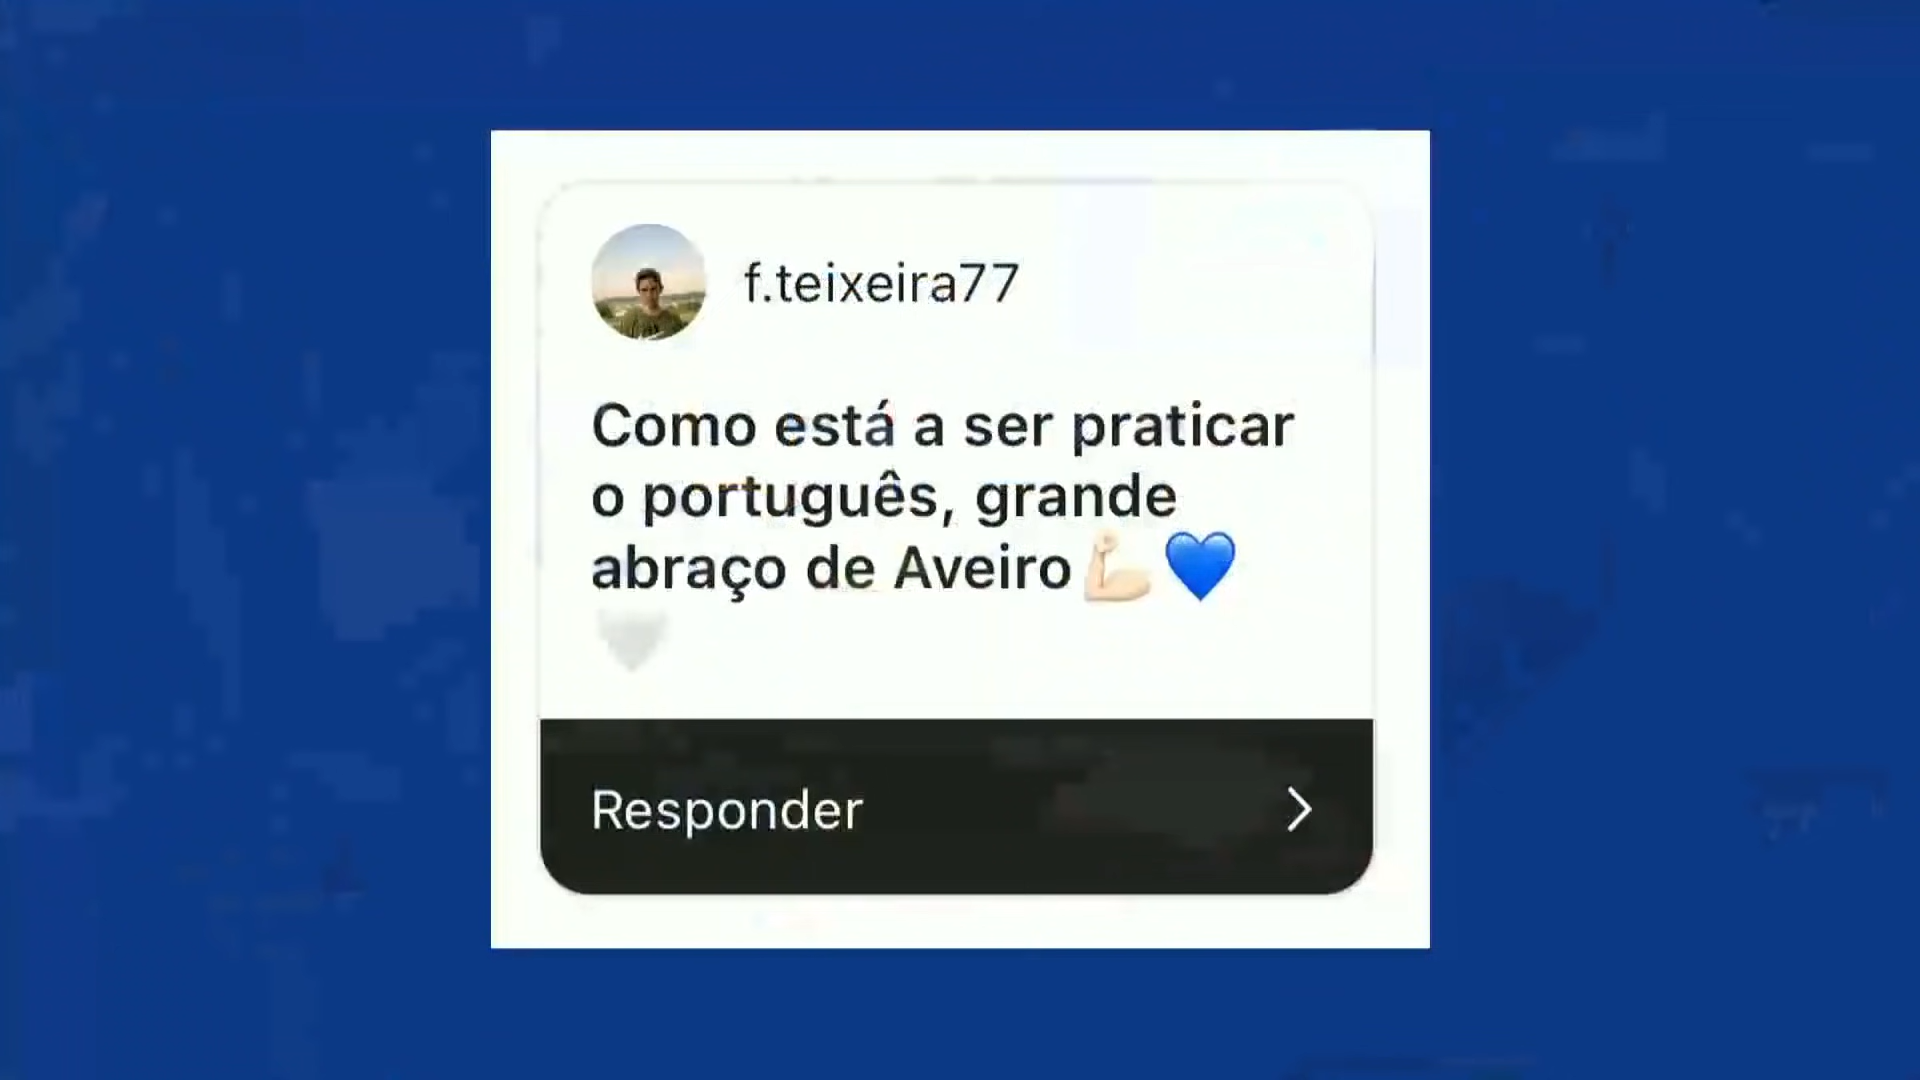 f.teixeira77
Como está a ser praticar
o português, grande
abraço de Aveiro💪🏻💙
🤍
Responder